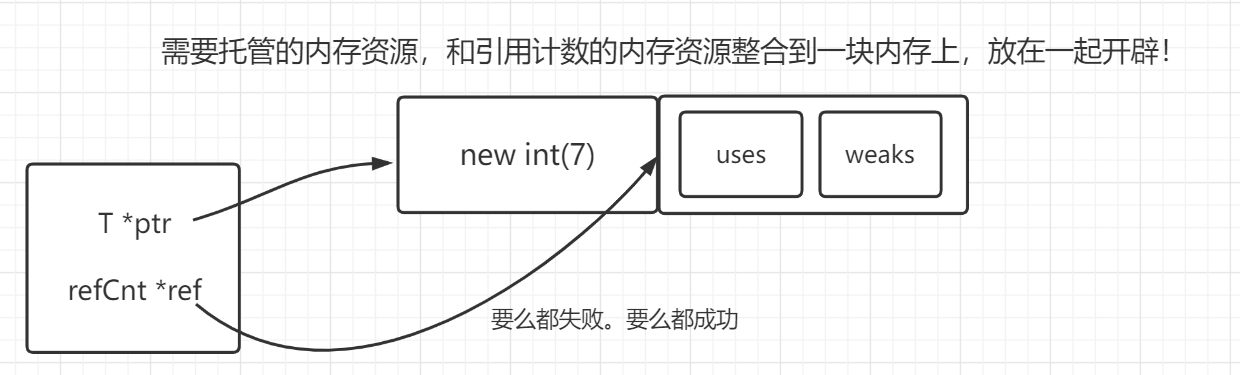 需要托管的内存资源，和引用计数的内存资源整合到一块内存上，放在一起开辟！
new int(7)
uses
weaks
T *ptr
refCnt *ref
要么都失败。要么都成功